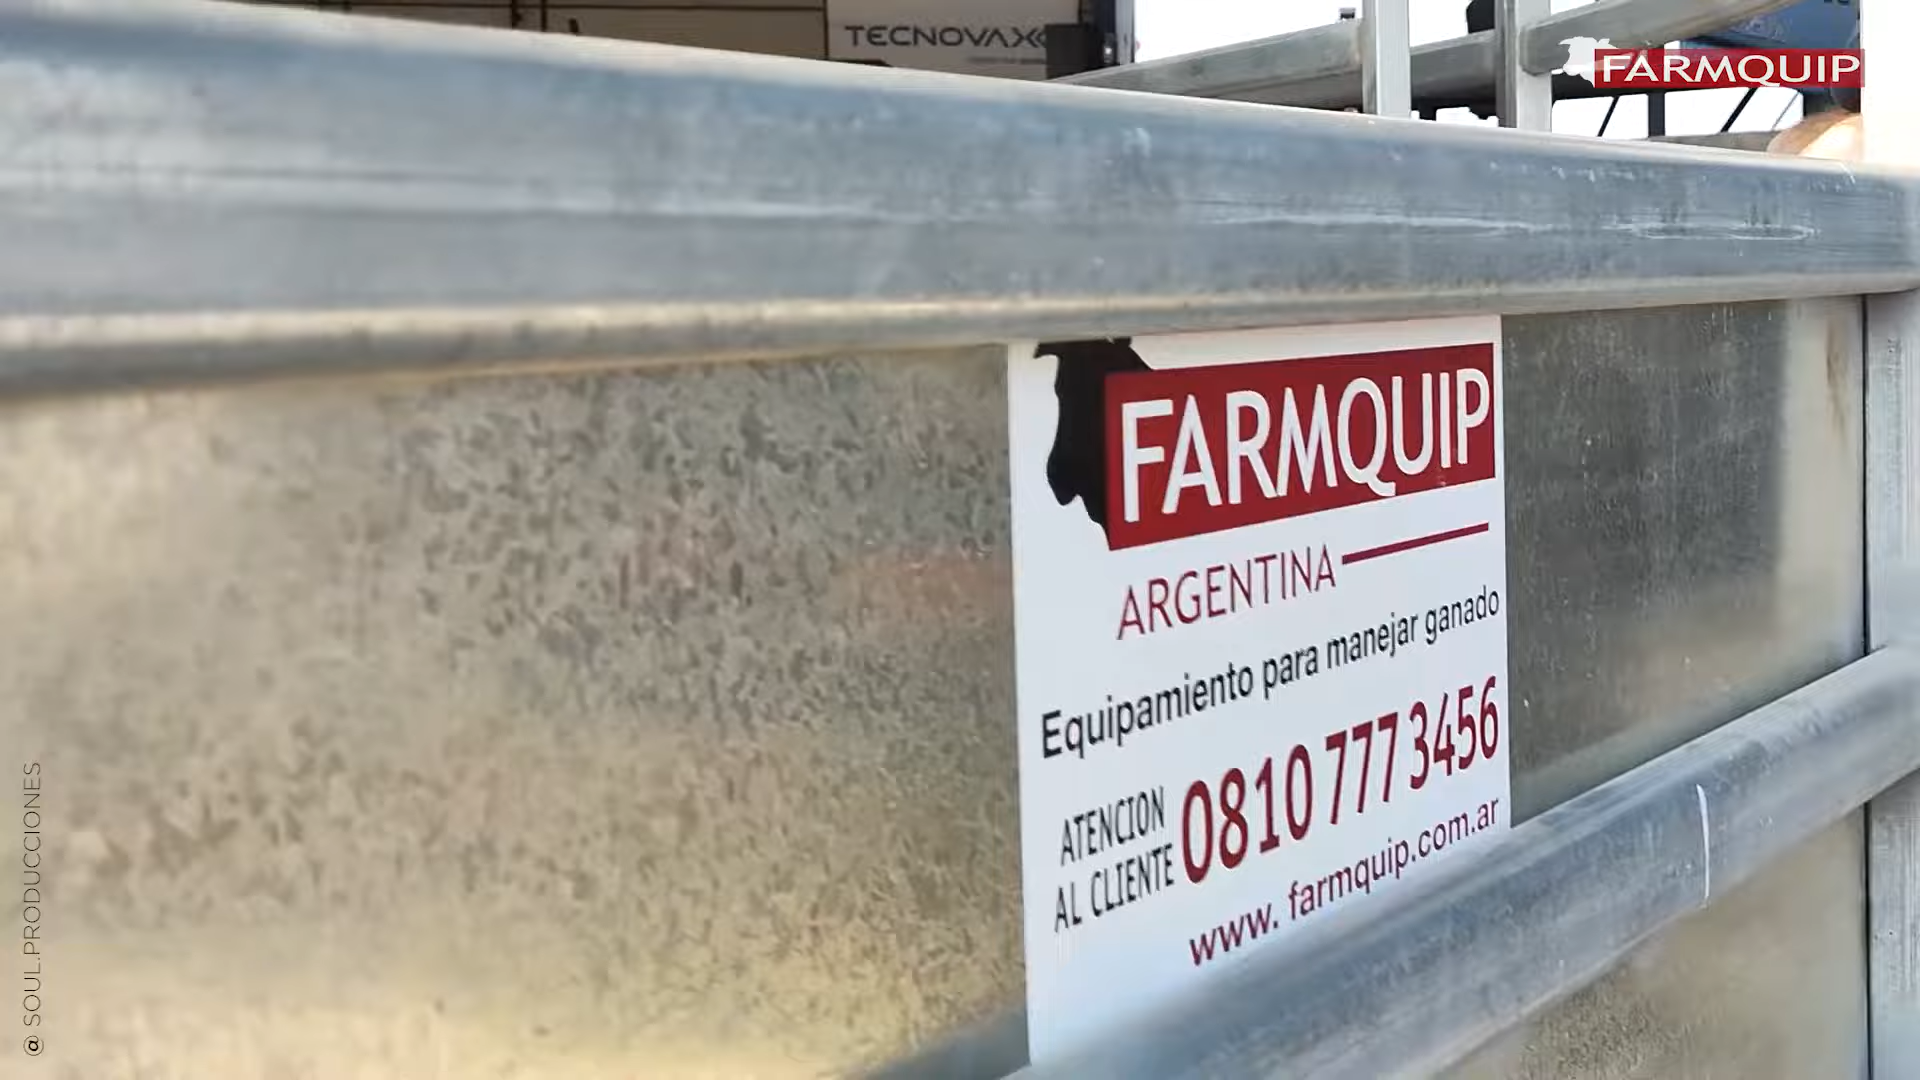 TECNOVAX
FARMQUIP
FARMQUIP
ARGENTINA
Equipamiento para manejar ganado
ATENCION
AL CLIENTE
0810 777 3456
www. farmquip.com.ar
@ SOUL.PRODUCCIONES